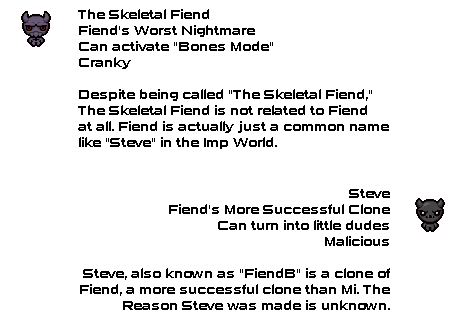 The Skeletal Fiend
Fiend's Worst Nightmare
Can activate "Bones Mode"
Cranky
Despite being called "The Skeletal Fiend,"
The Skeletal Fiend is not related to Fiend
at all. Fiend is actually just a common name
like "Steve" in the Imp World.
Steve
Fiend's More Successful Clone
Can turn into little dudes
Malicious
Steve, also known as "FiendB" is a clone of
Fiend, a more successful clone than Mi. The
Reason Steve was made is unknown.